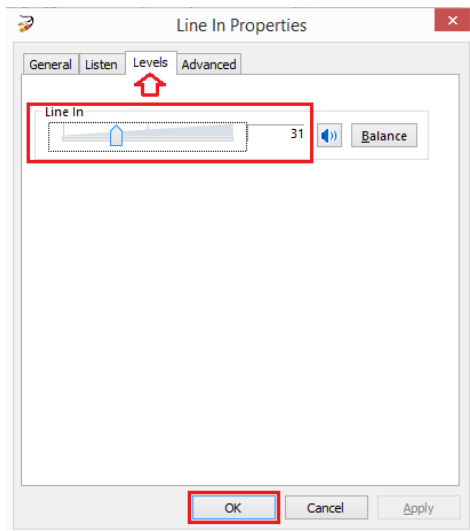 Line In Properties
General Listen Levels Advanced
Line In
31 Balance
OK Cancel Apply